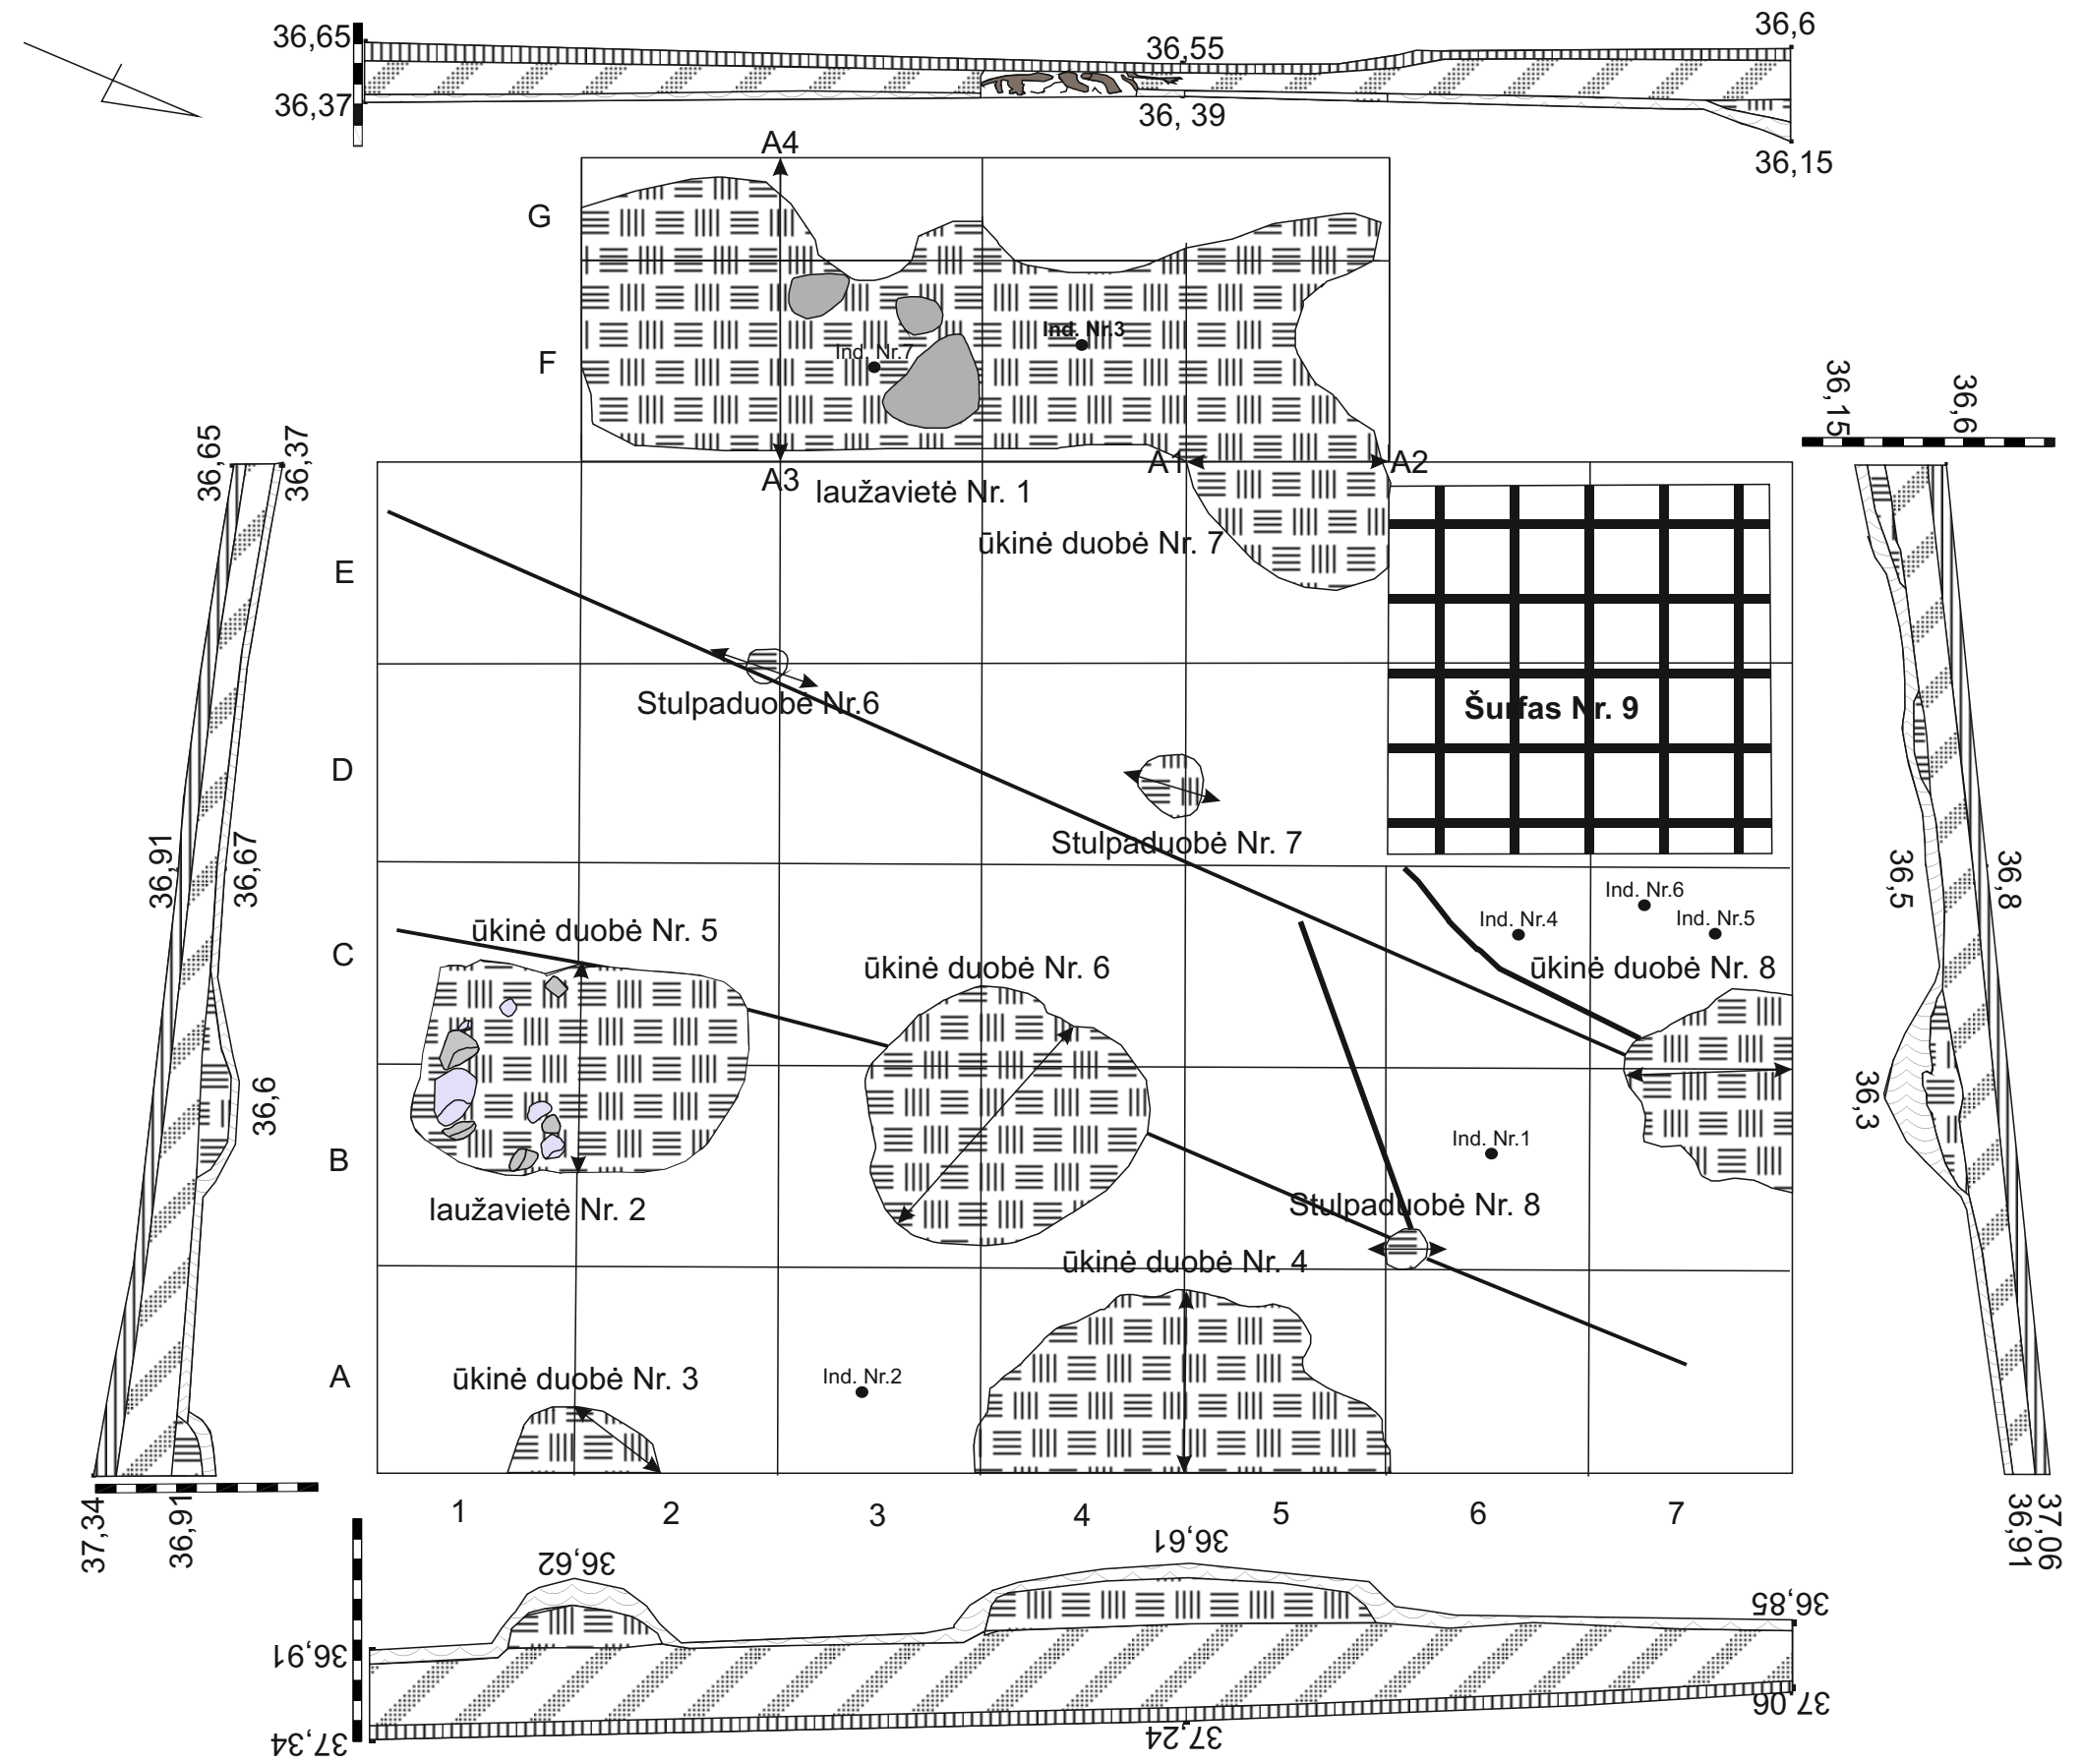 36,65
36,55
36,6
36,37
36, 39
36,15
A4
G
Ind. Nr.3
Ind. Nr.7
F
36,15
36,6
36,65
36,37
A1
A2
A3
laužavietė Nr. 1
ūkinė duobė Nr. 7
E
Stulpaduobė Nr.6
Šurfas Nr. 9
D
Stulpaduobė Nr. 7
36,91
36,67
36,5
36,8
Ind. Nr.6
Ind. Nr.4
Ind. Nr.5
ūkinė duobė Nr. 5
C
ūkinė duobė Nr. 6
ūkinė duobė Nr. 8
36,6
36,3
B
Ind. Nr.1
laužavietė Nr. 2
Stulpaduobė Nr. 8
ūkinė duobė Nr. 4
A
ūkinė duobė Nr. 3
Ind. Nr.2
37,34
36,91
1
2
3
4
5
6
7
36,91
37,06
36,62
36,61
36,85
36,91
37,06
37,34
37,24